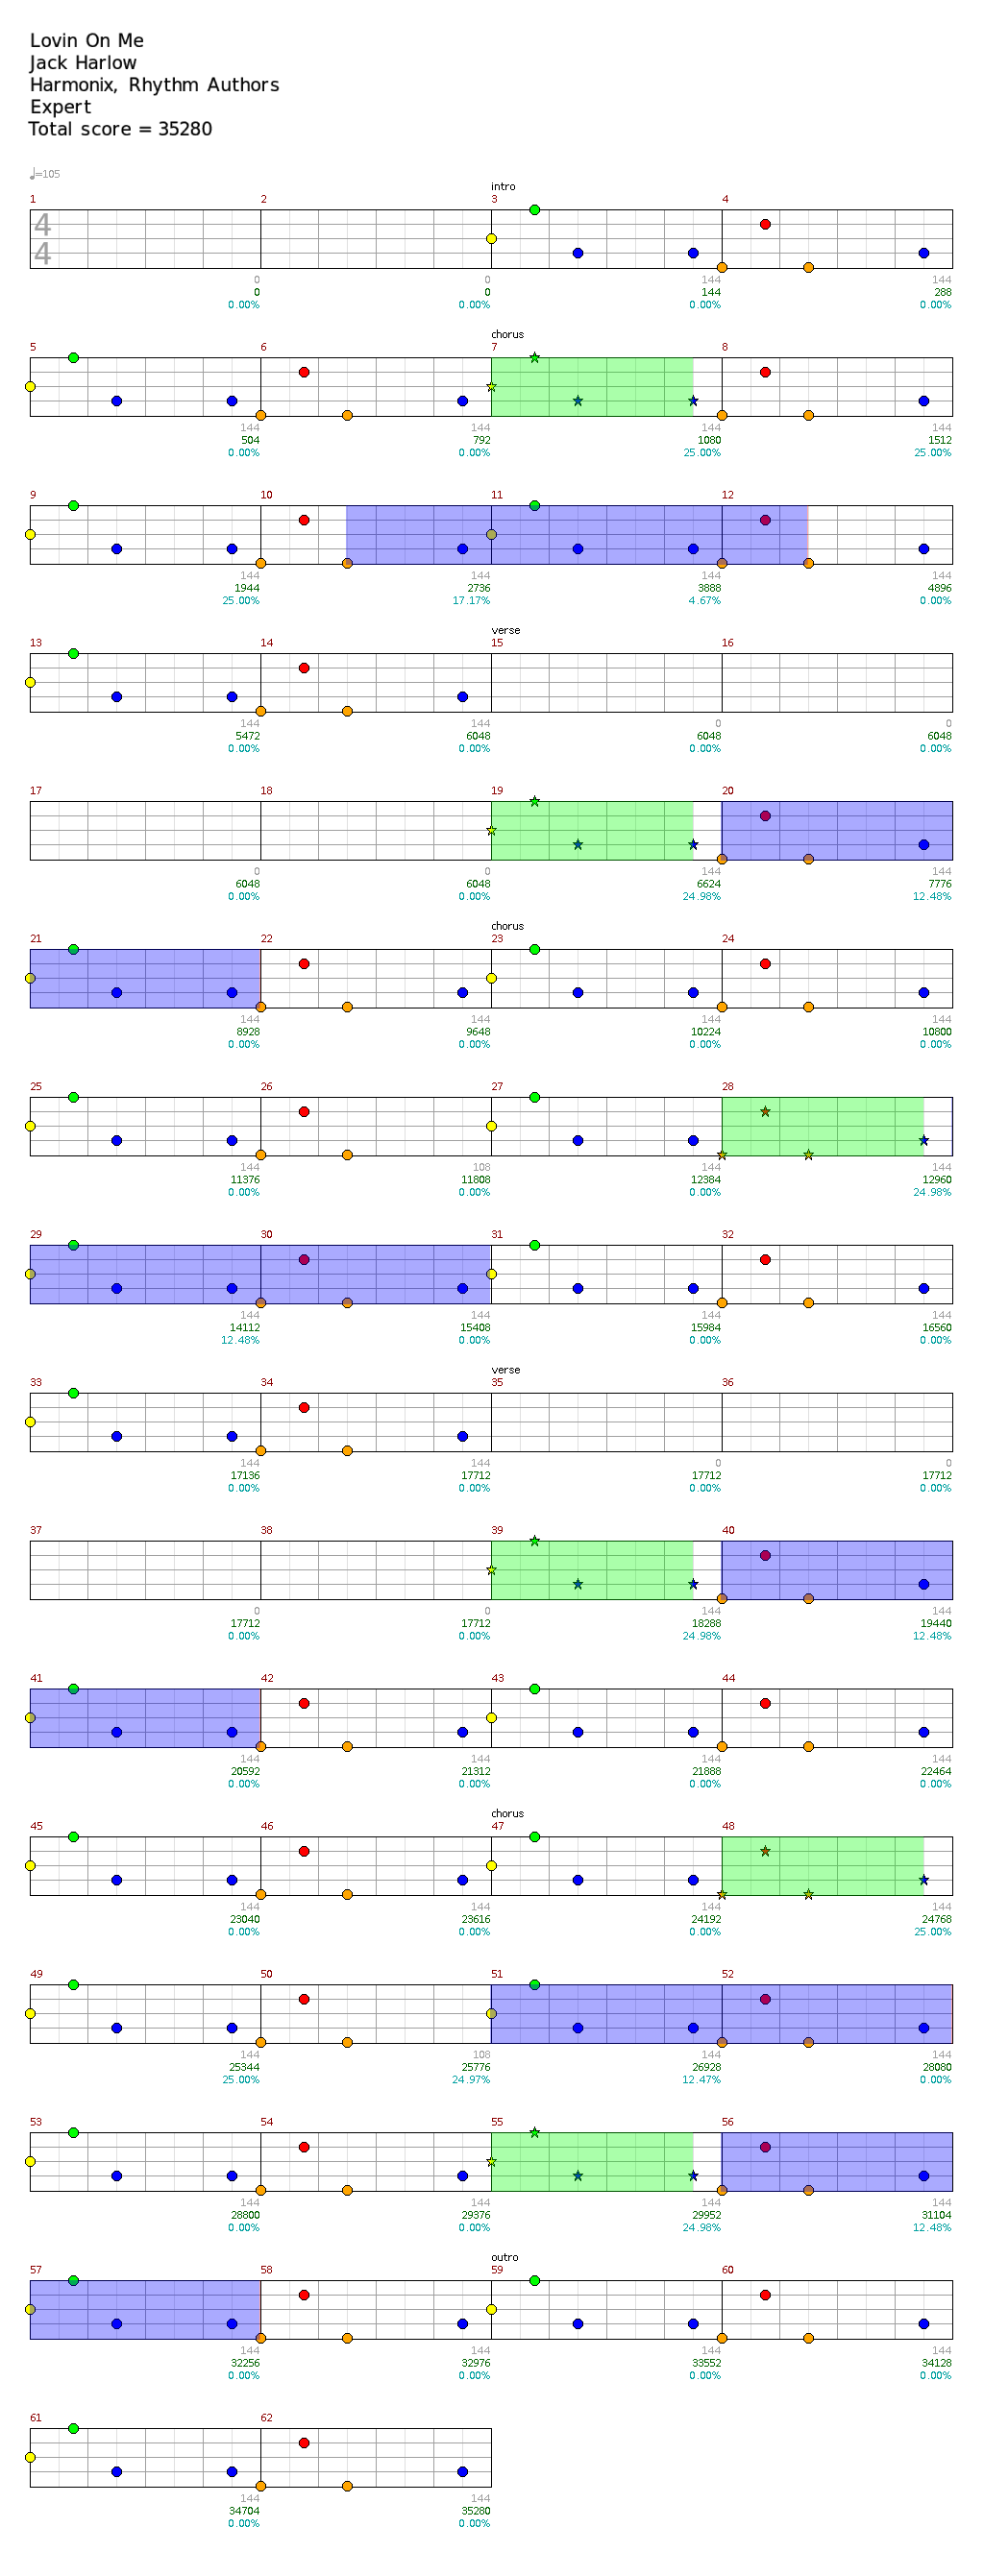 Lovin On Me
Jack Harlow
Harmonix, Rhythm Authors
Expert
Total score = 35280
♩=105
intro
1 2 3 4
4
4
0 0 144 144
0 0 144 288
0.00% 0.00% 0.00% 0.00%
chorus
5 6 7 8
144 144 144 144
504 792 1080 1512
0.00% 0.00% 25.00% 25.00%
9 10 11 12
144 144 144 144
1944 2736 3888 4896
25.00% 17.17% 4.67% 0.00%
verse
13 14 15 16
144 144 0 0
5472 6048 6048 6048
0.00% 0.00% 0.00% 0.00%
17 18 19 20
0 0 144 144
6048 6048 6624 7776
0.00% 0.00% 24.98% 12.48%
chorus
21 22 23 24
144 144 144 144
8928 9648 10224 10800
0.00% 0.00% 0.00% 0.00%
25 26 27 28
144 108 144 144
11376 11808 12384 12960
0.00% 0.00% 0.00% 24.98%
29 30 31 32
144 144 144 144
14112 15408 15984 16560
12.48% 0.00% 0.00% 0.00%
verse
33 34 35 36
144 144 0 0
17136 17712 17712 17712
0.00% 0.00% 0.00% 0.00%
37 38 39 40
0 0 144 144
17712 17712 18288 19440
0.00% 0.00% 24.98% 12.48%
41 42 43 44
144 144 144 144
20592 21312 21888 22464
0.00% 0.00% 0.00% 0.00%
chorus
45 46 47 48
144 144 144 144
23040 23616 24192 24768
0.00% 0.00% 0.00% 25.00%
49 50 51 52
144 108 144 144
25344 25776 26928 28080
25.00% 24.97% 12.47% 0.00%
53 54 55 56
144 144 144 144
28800 29376 29952 31104
0.00% 0.00% 24.98% 12.48%
outro
57 58 59 60
144 144 144 144
32256 32976 33552 34128
0.00% 0.00% 0.00% 0.00%
61 62
144 144
34704 35280
0.00% 0.00%